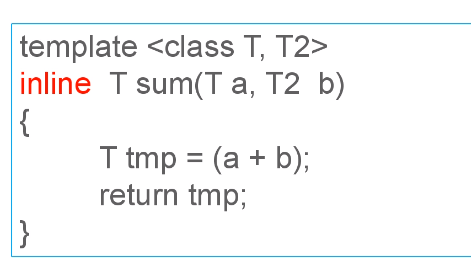 template <class T, T2>
inline T sum(T a, T2 b)
{
T tmp = (a + b);
return tmp;
}